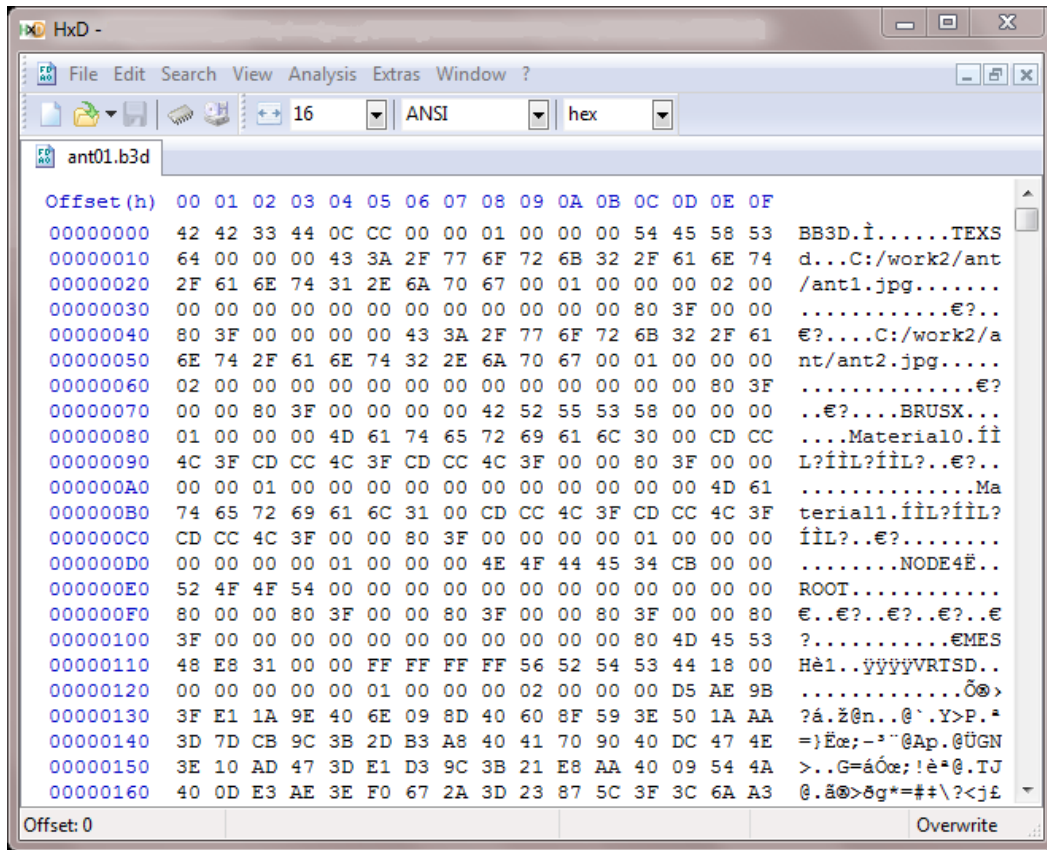 HxD -
File Edit Search View Analysis Extras Window ?
16 ANSI hex
ant01.b3d
Offset(h) 00 01 02 03 04 05 06 07 08 09 0A 0B 0C 0D 0E 0F
00000000 42 42 33 44 0C CC 00 00 01 00 00 00 54 45 58 53 BB3D.Ì......TEXS
00000010 64 00 00 00 43 3A 2F 77 6F 72 6B 32 2F 61 6E 74 d...C:/work2/ant
00000020 2F 61 6E 74 31 2E 6A 70 67 00 01 00 00 00 02 00 /ant1.jpg.......
00000030 00 00 00 00 00 00 00 00 00 00 00 00 80 3F 00 00 ............€?..
00000040 80 3F 00 00 00 00 43 3A 2F 77 6F 72 6B 32 2F 61 €?....C:/work2/a
00000050 6E 74 2F 61 6E 74 32 2E 6A 70 67 00 01 00 00 00 nt/ant2.jpg.....
00000060 02 00 00 00 00 00 00 00 00 00 00 00 00 00 80 3F ..............€?
00000070 00 00 80 3F 00 00 00 00 42 52 55 53 58 00 00 00 ..€?....BRUSX...
00000080 01 00 00 00 4D 61 74 65 72 69 61 6C 30 00 CD CC ....Material0.ÍÌ
00000090 4C 3F CD CC 4C 3F CD CC 4C 3F 00 00 80 3F 00 00 L?ÍÌL?ÍÌL?..€?..
000000A0 00 00 01 00 00 00 00 00 00 00 00 00 00 00 4D 61 ..............Ma
000000B0 74 65 72 69 61 6C 31 00 CD CC 4C 3F CD CC 4C 3F terial1.ÍÌL?ÍÌL?
000000C0 CD CC 4C 3F 00 00 80 3F 00 00 00 00 01 00 00 00 ÍÌL?..€?........
000000D0 00 00 00 00 01 00 00 00 4E 4F 44 45 34 CB 00 00 ........NODE4Ë..
000000E0 52 4F 4F 54 00 00 00 00 00 00 00 00 00 00 00 00 ROOT............
000000F0 80 00 00 80 3F 00 00 80 3F 00 00 80 3F 00 00 80 €..€?..€?..€?..€
00000100 3F 00 00 00 00 00 00 00 00 00 00 00 80 4D 45 53 ?...........€MES
00000110 48 E8 31 00 00 FF FF FF FF 56 52 54 53 44 18 00 Hè1..ÿÿÿÿVRTSD..
00000120 00 00 00 00 00 01 00 00 00 02 00 00 00 D5 AE 9B .............Õ®›
00000130 3F E1 1A 9E 40 6E 09 8D 40 60 8F 59 3E 50 1A AA ?á.ž@n..@`.Y>P.ª
00000140 3D 7D CB 9C 3B 2D B3 A8 40 41 70 90 40 DC 47 4E =}Ëœ;-³¨@Ap.@ÜGN
00000150 3E 10 AD 47 3D E1 D3 9C 3B 21 E8 AA 40 09 54 4A >..G=áÓœ;!èª@.TJ
00000160 40 0D E3 AE 3E F0 67 2A 3D 23 87 5C 3F 3C 6A A3 @.ã®>ðg*=#‡\?<j£
Offset: 0 Overwrite